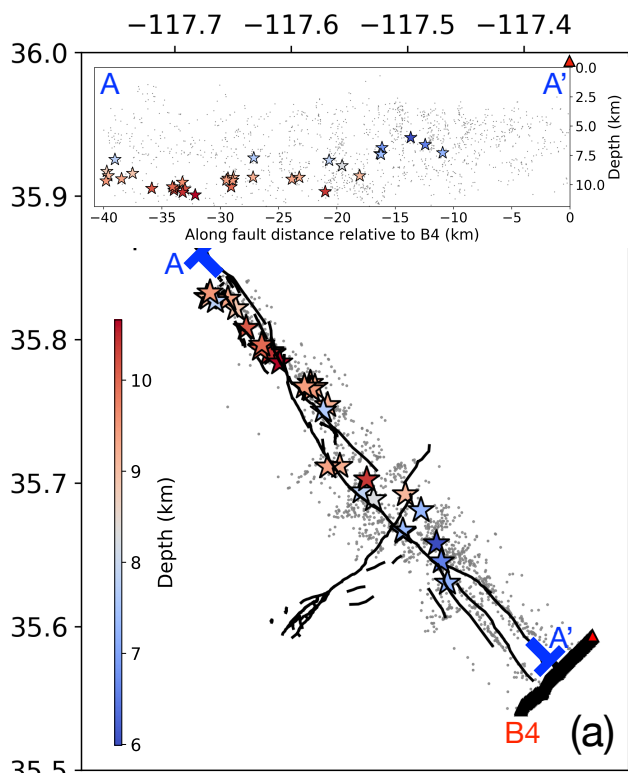 −117.7 −117.6 −117.5 −117.4
36.0
A A’
0.0
2.5
5.0
7.5
10.0
Depth (km)
−40 −35 −30 −25 −20 −15 −10 −5 0
Along fault distance relative to B4 (km)
35.9
A
35.8
10
9
8
7
6
Depth (km)
35.7
35.6
A’
B4 (a)
35.5